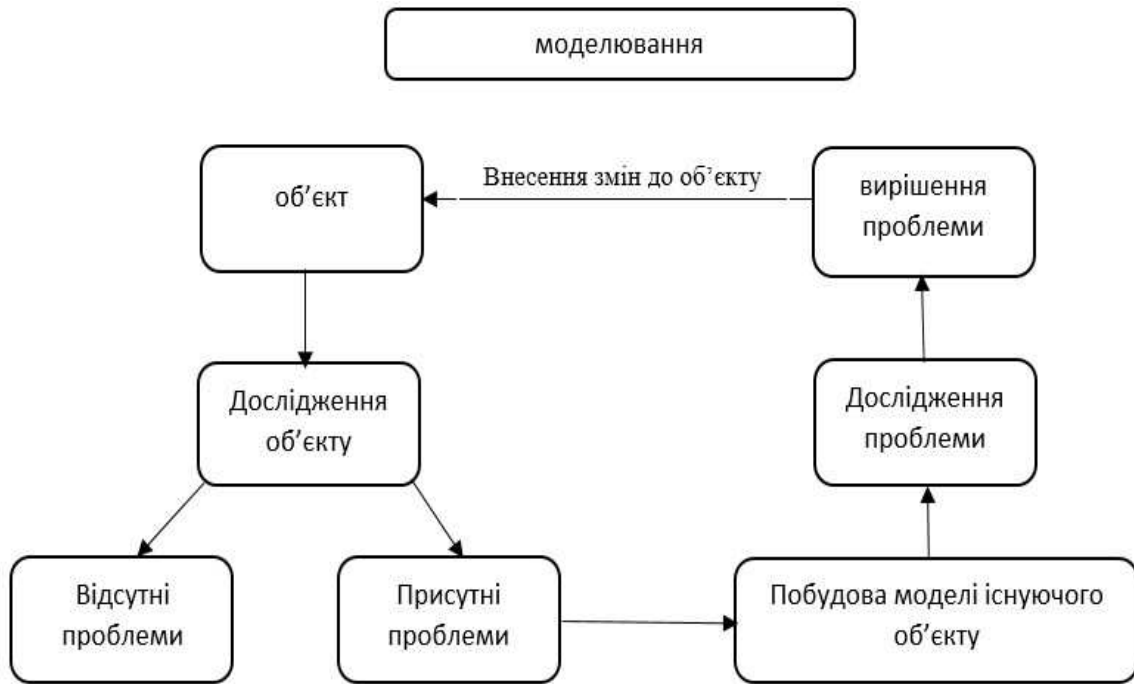 моделювання
об’єкт
Внесення змін до об’єкту
вирішення
проблеми
Дослідження
об’єкту
Дослідження
проблеми
Відсутні
проблеми
Присутні
проблеми
Побудова моделі існуючого
об’єкту